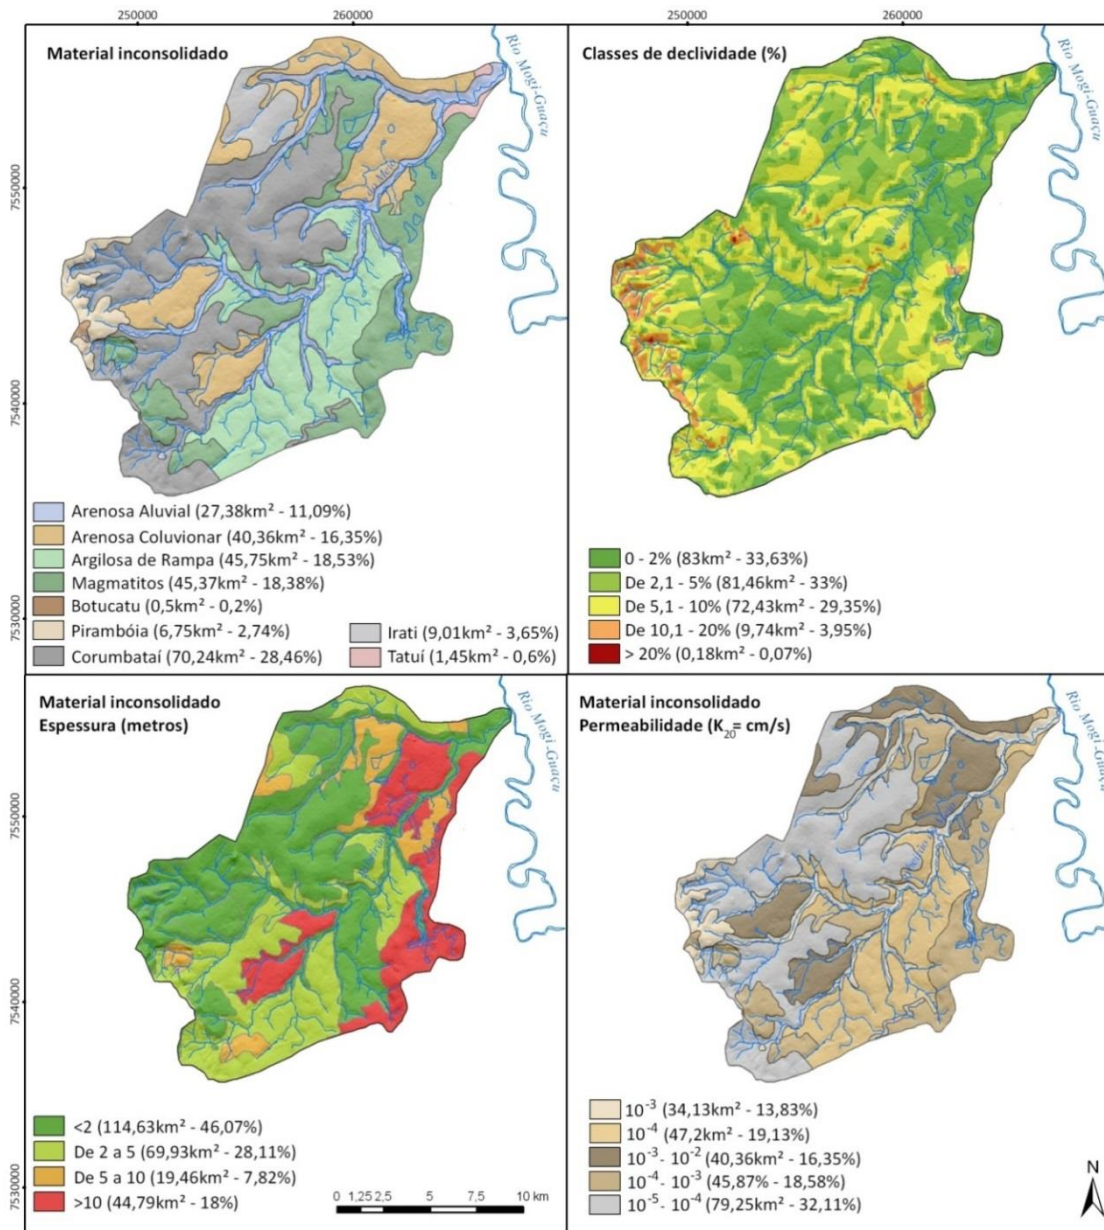 250000
260000
250000
260000
Material inconsolidado
Rio Mogi-Guaçu
7550000
7540000
7530000
Arenosa Aluvial (27,38km² - 11,09%)
Arenosa Coluvionar (40,36km² - 16,35%)
Argilosa de Rampa (45,75km² - 18,53%)
Magmatitos (45,37km² - 18,38%)
Botucatu (0,5km² - 0,2%)
Pirambóia (6,75km² - 2,74%)
Corumbataí (70,24km² - 28,46%)
Irati (9,01km² - 3,65%)
Tatuí (1,45km² - 0,6%)
Classes de declividade (%)
Rio Mogi-Guaçu
0 - 2% (83km² - 33,63%)
De 2,1 - 5% (81,46km² - 33%)
De 5,1 - 10% (72,43km² - 29,35%)
De 10,1 - 20% (9,74km² - 3,95%)
> 20% (0,18km² - 0,07%)
Material inconsolidado
Espessura (metros)
Rio Mogi-Guaçu
7550000
7540000
7530000
<2 (114,63km² - 46,07%)
De 2 a 5 (69,93km² - 28,11%)
De 5 a 10 (19,46km² - 7,82%)
>10 (44,79km² - 18%)
0 1,25 2,5 5 7,5 10 km
Material inconsolidado
Permeabilidade (K₂₀= cm/s)
Rio Mogi-Guaçu
10⁻³ (34,13km² - 13,83%)
10⁻⁴ (47,2km² - 19,13%)
10⁻³ - 10⁻² (40,36km² - 16,35%)
10⁻⁴ - 10⁻³ (45,87% - 18,58%)
10⁻⁵ - 10⁻⁴ (79,25km² - 32,11%)
N